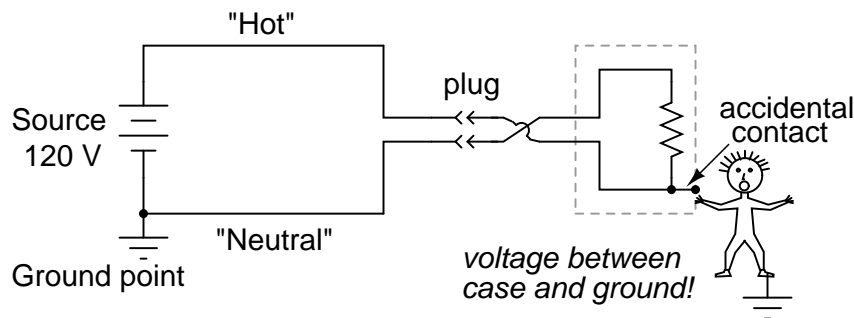 "Hot"
plug
Source
120 V
accidental
contact
"Neutral"
Ground point
voltage between
case and ground!